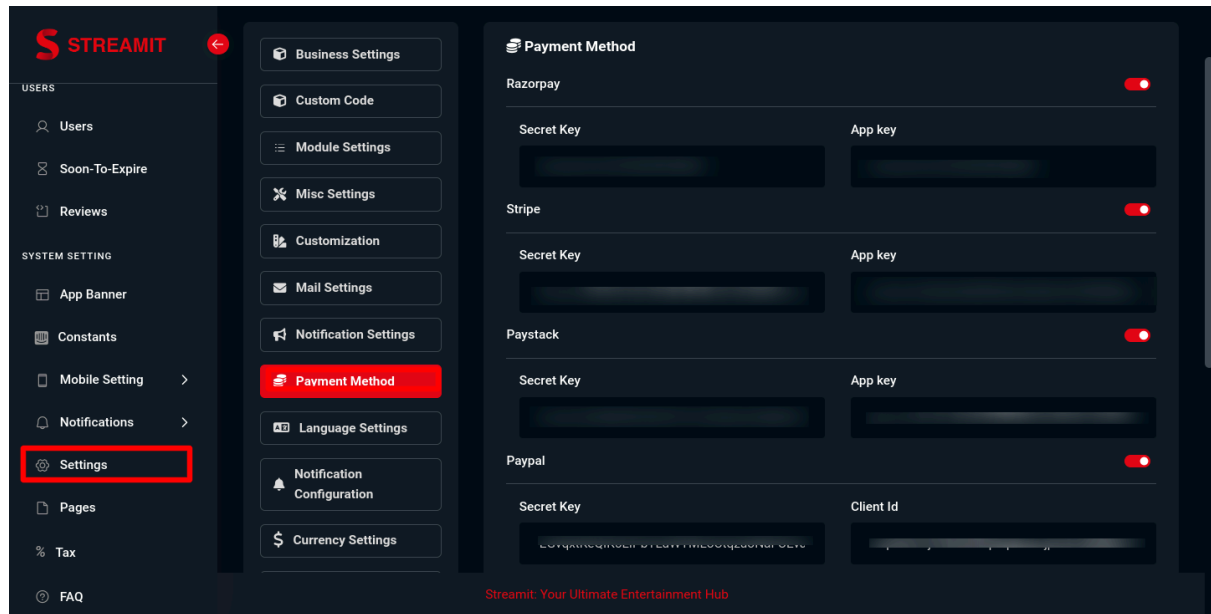 STREAMIT
USERS
Users
Soon-To-Expire
Reviews
SYSTEM SETTING
App Banner
Constants
Mobile Setting
Notifications
Settings
Pages
Tax
FAQ
Business Settings
Custom Code
Module Settings
Misc Settings
Customization
Mail Settings
Notification Settings
Payment Method
Language Settings
Notification
Configuration
Currency Settings
Payment Method
Razorpay
Secret Key App key
Stripe
Secret Key App key
Paystack
Secret Key App key
Paypal
Secret Key Client Id
Streamit: Your Ultimate Entertainment Hub